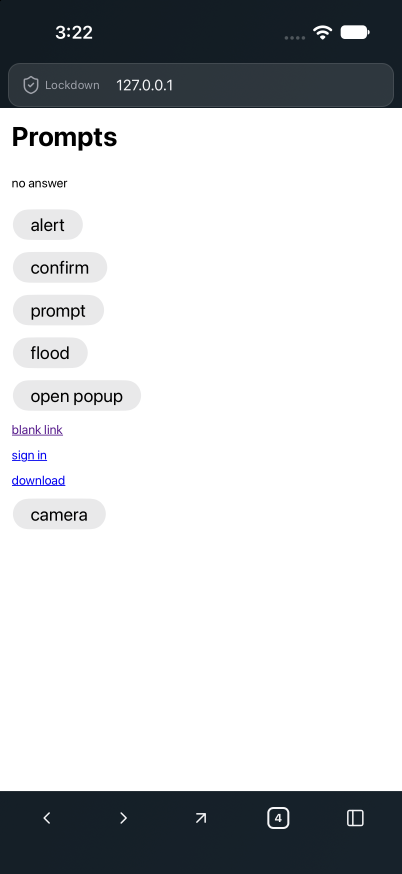 3:22
Lockdown 127.0.0.1
Prompts
no answer
alert
confirm
prompt
flood
open popup
blank link
sign in
download
camera
4